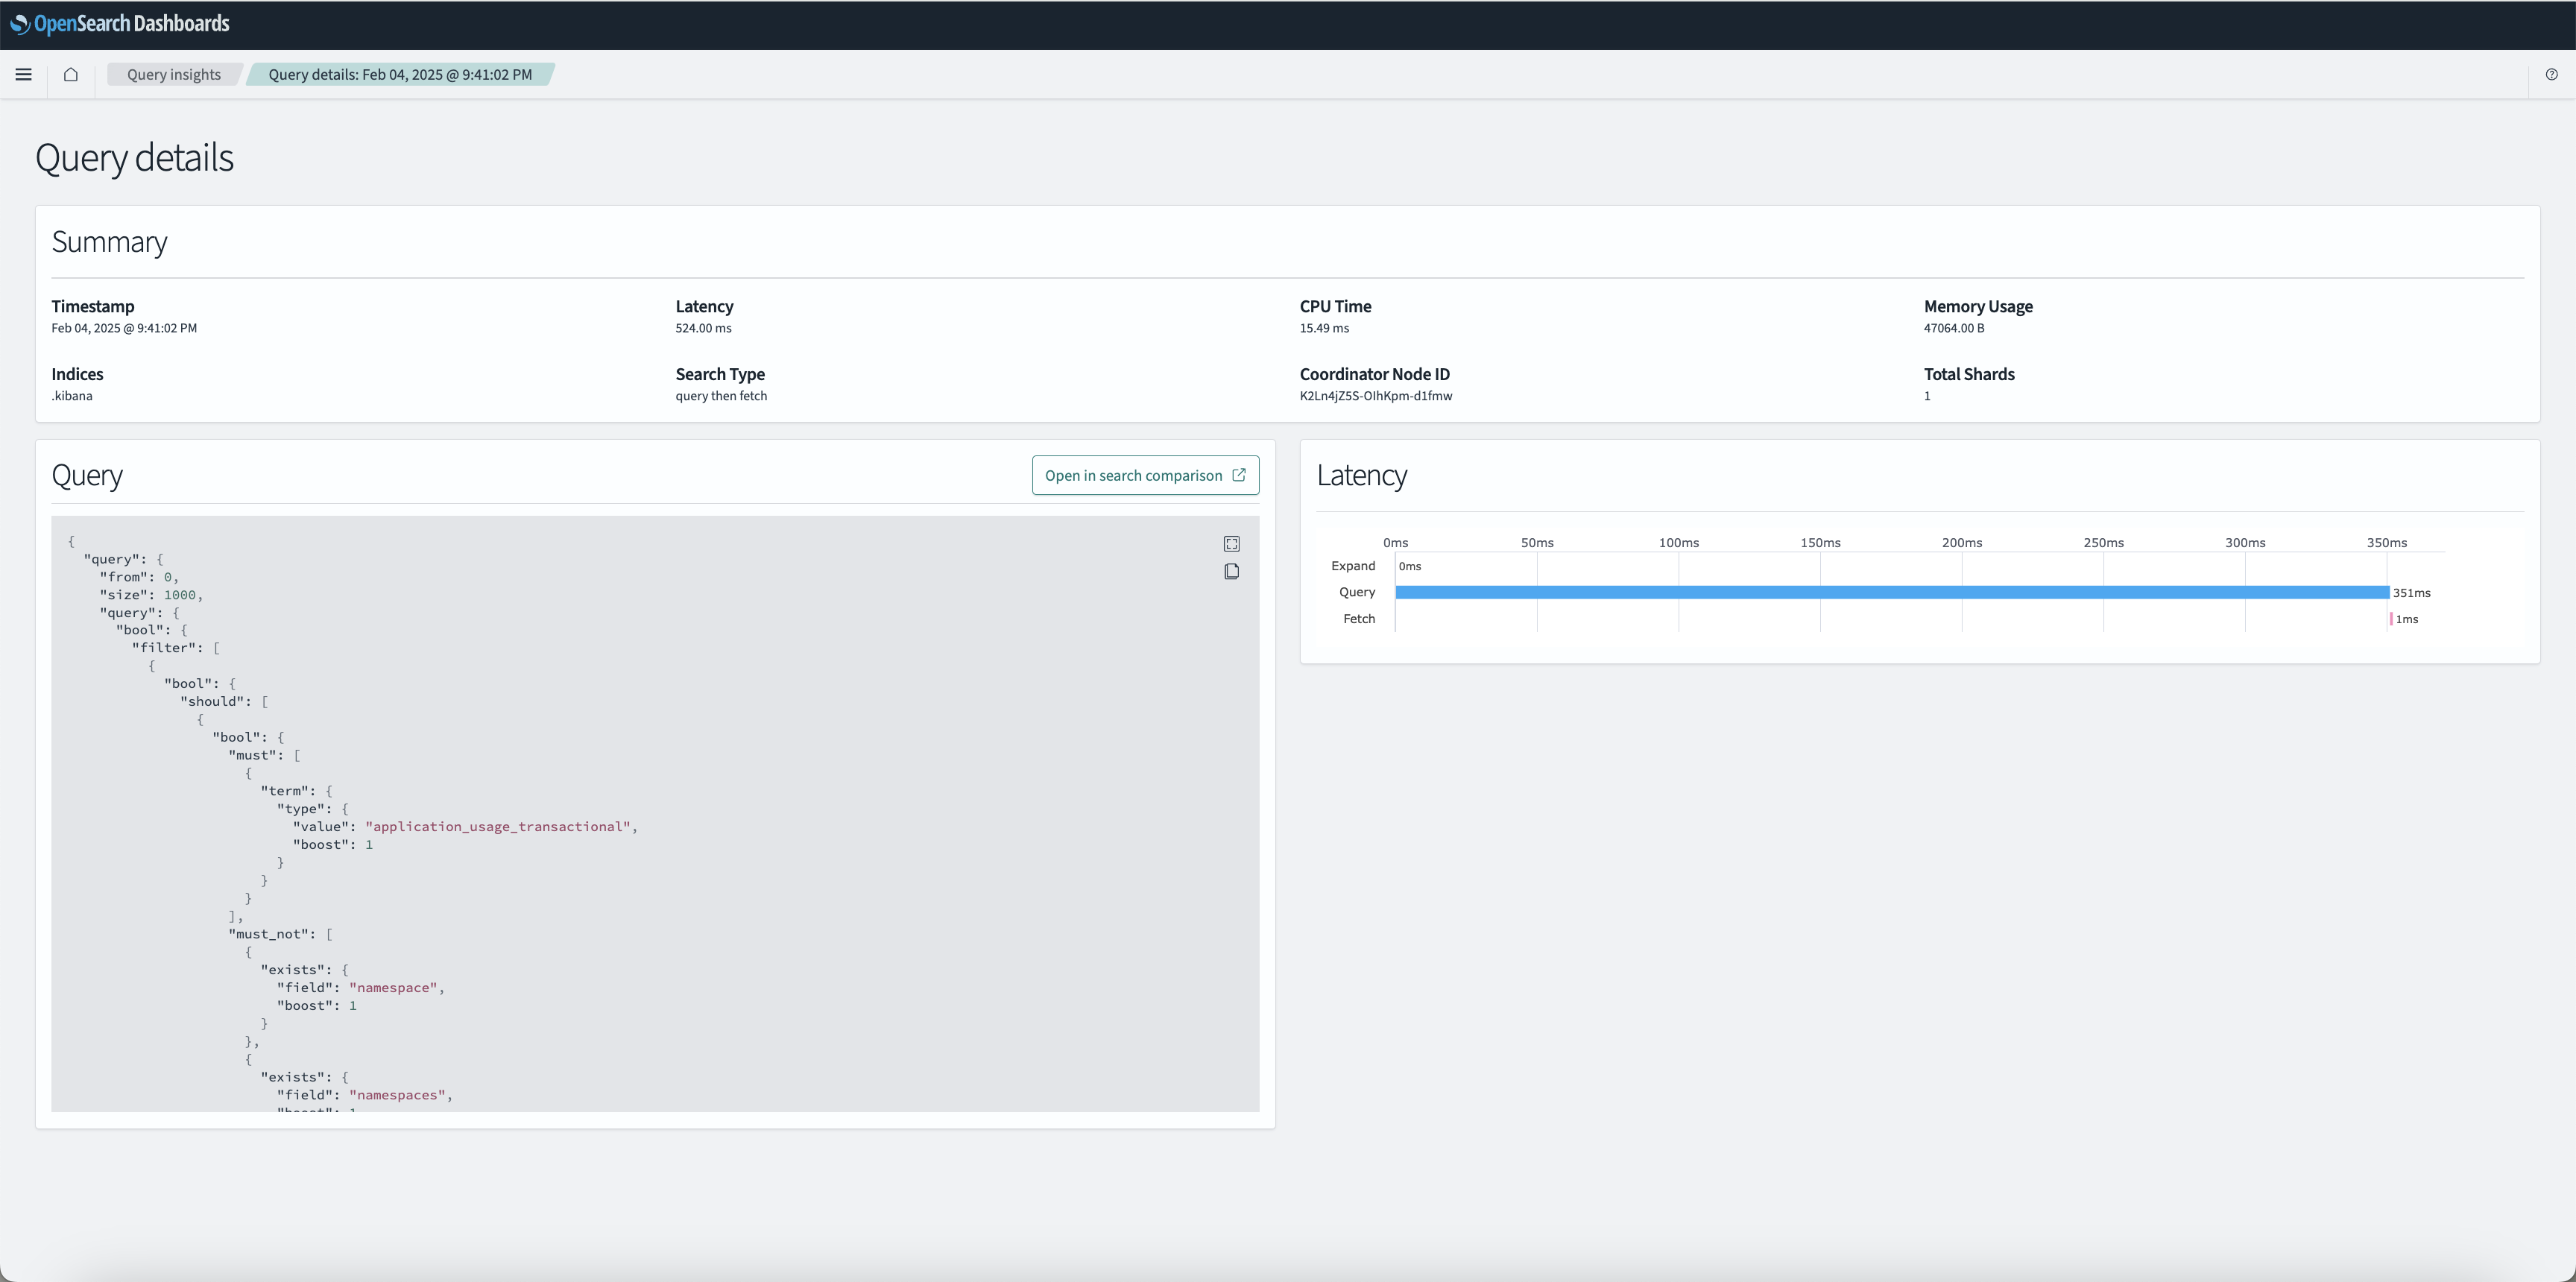 OpenSearch Dashboards
Query insights
Query details: Feb 04, 2025 @ 9:41:02 PM
Query details
Summary
Timestamp
Feb 04, 2025 @ 9:41:02 PM
Latency
524.00 ms
CPU Time
15.49 ms
Memory Usage
47064.00 B
Indices
.kibana
Search Type
query then fetch
Coordinator Node ID
K2Ln4jZ5S-OIhKpm-d1fmw
Total Shards
1
Query
Open in search comparison
{
"query": {
"from": 0,
"size": 1000,
"query": {
"bool": {
"filter": [
{
"bool": {
"should": [
{
"bool": {
"must": [
{
"term": {
"type": {
"value": "application_usage_transactional",
"boost": 1
}
}
}
],
"must_not": [
{
"exists": {
"field": "namespace",
"boost": 1
}
},
{
"exists": {
"field": "namespaces",
"boost": 1
Latency
0ms 50ms 100ms 150ms 200ms 250ms 300ms 350ms
Expand 0ms
Query 351ms
Fetch 1ms